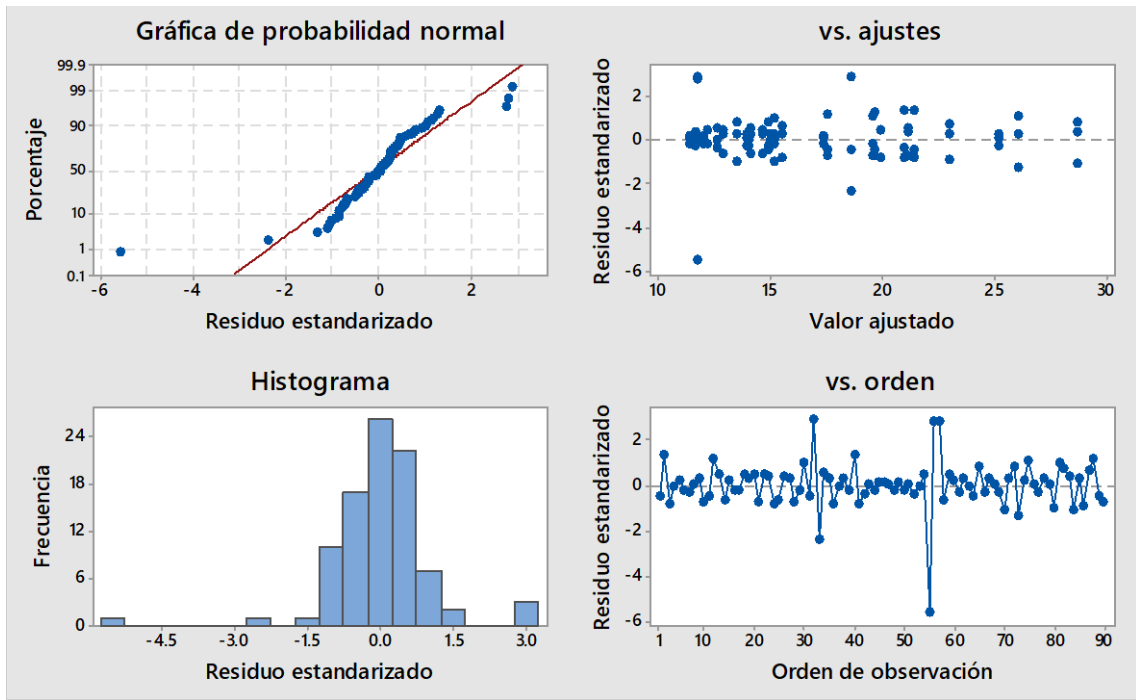 Gráfica de probabilidad normal
99.9
99
90
50
10
1
0.1
Porcentaje
-6 -4 -2 0 2
Residuo estandarizado
vs. ajustes
2
0
-2
-4
-6
Residuo estandarizado
10 15 20 25 30
Valor ajustado
Histograma
24
18
12
6
0
Frecuencia
-4.5 -3.0 -1.5 0.0 1.5 3.0
Residuo estandarizado
vs. orden
2
0
-2
-4
-6
Residuo estandarizado
1 10 20 30 40 50 60 70 80 90
Orden de observación